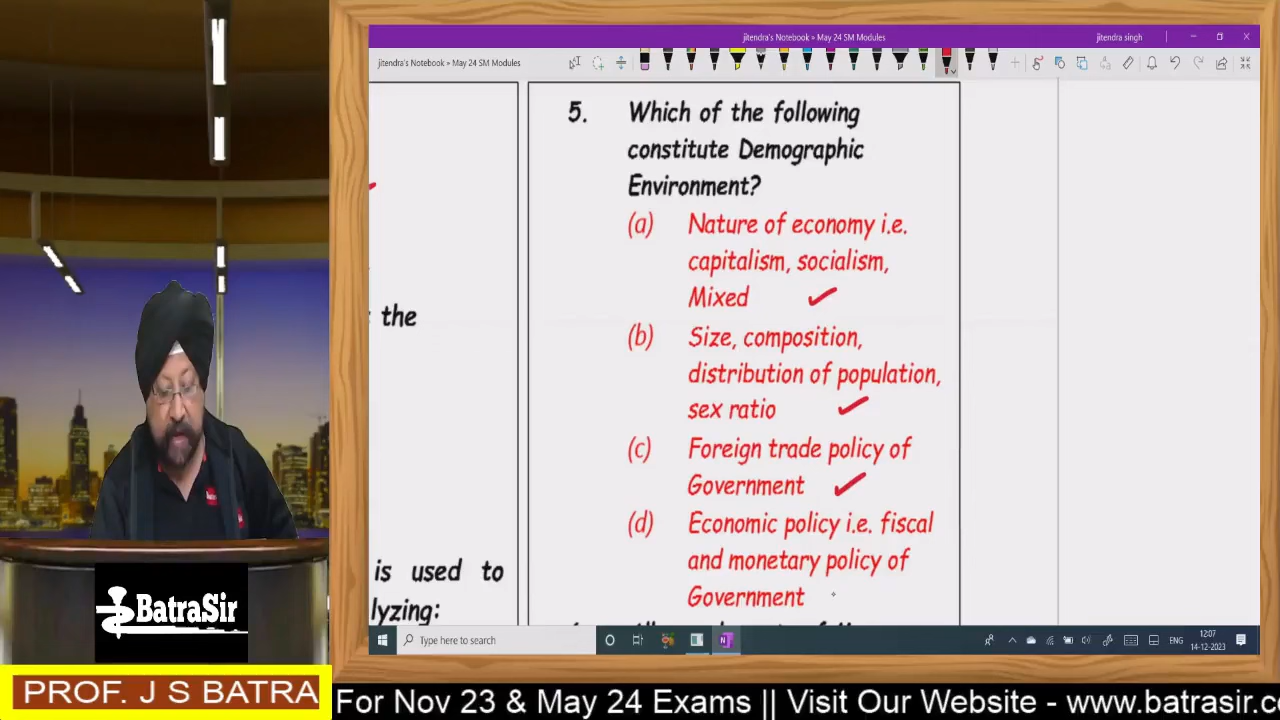 jitendra's Notebook > May 24 SM Modules
jitendra singh
jitendra's Notebook > May 24 SM Modules
the
is used to
lyzing:
5. Which of the following
constitute Demographic
Environment?
(a) Nature of economy i.e.
capitalism, socialism,
Mixed
(b) Size, composition,
distribution of population,
sex ratio
(c) Foreign trade policy of
Government
(d) Economic policy i.e. fiscal
and monetary policy of
Government
BatraSir
Type here to search
ENG
12:07
14-12-2023
PROF. J S BATRA
For Nov 23 & May 24 Exams || Visit Our Website - www.batrasir.c